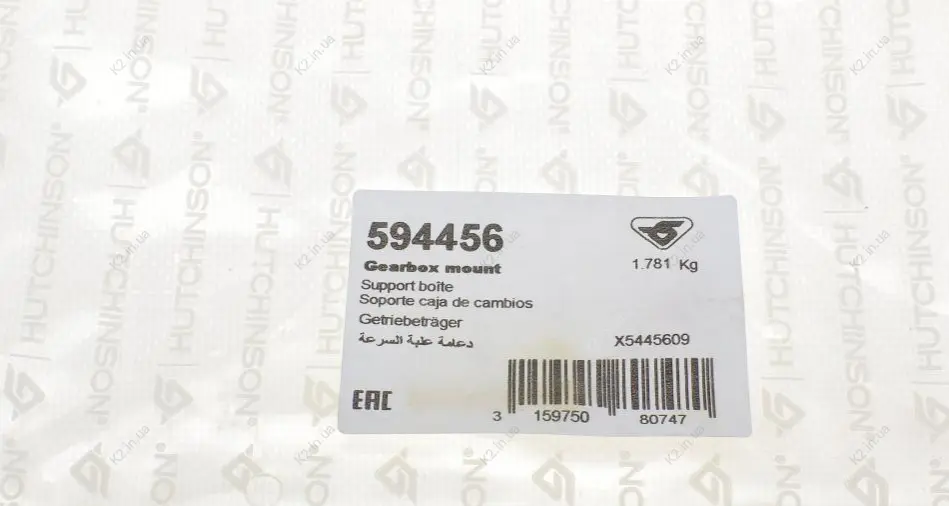 594456
Gearbox mount
1.781 Kg
Support boîte
Soporte caja de cambios
Getriebeträger
دعامة علبة السرعة
X5445609
EAC
3 159750 80747
HUTCHINSON®
K2.in.ua